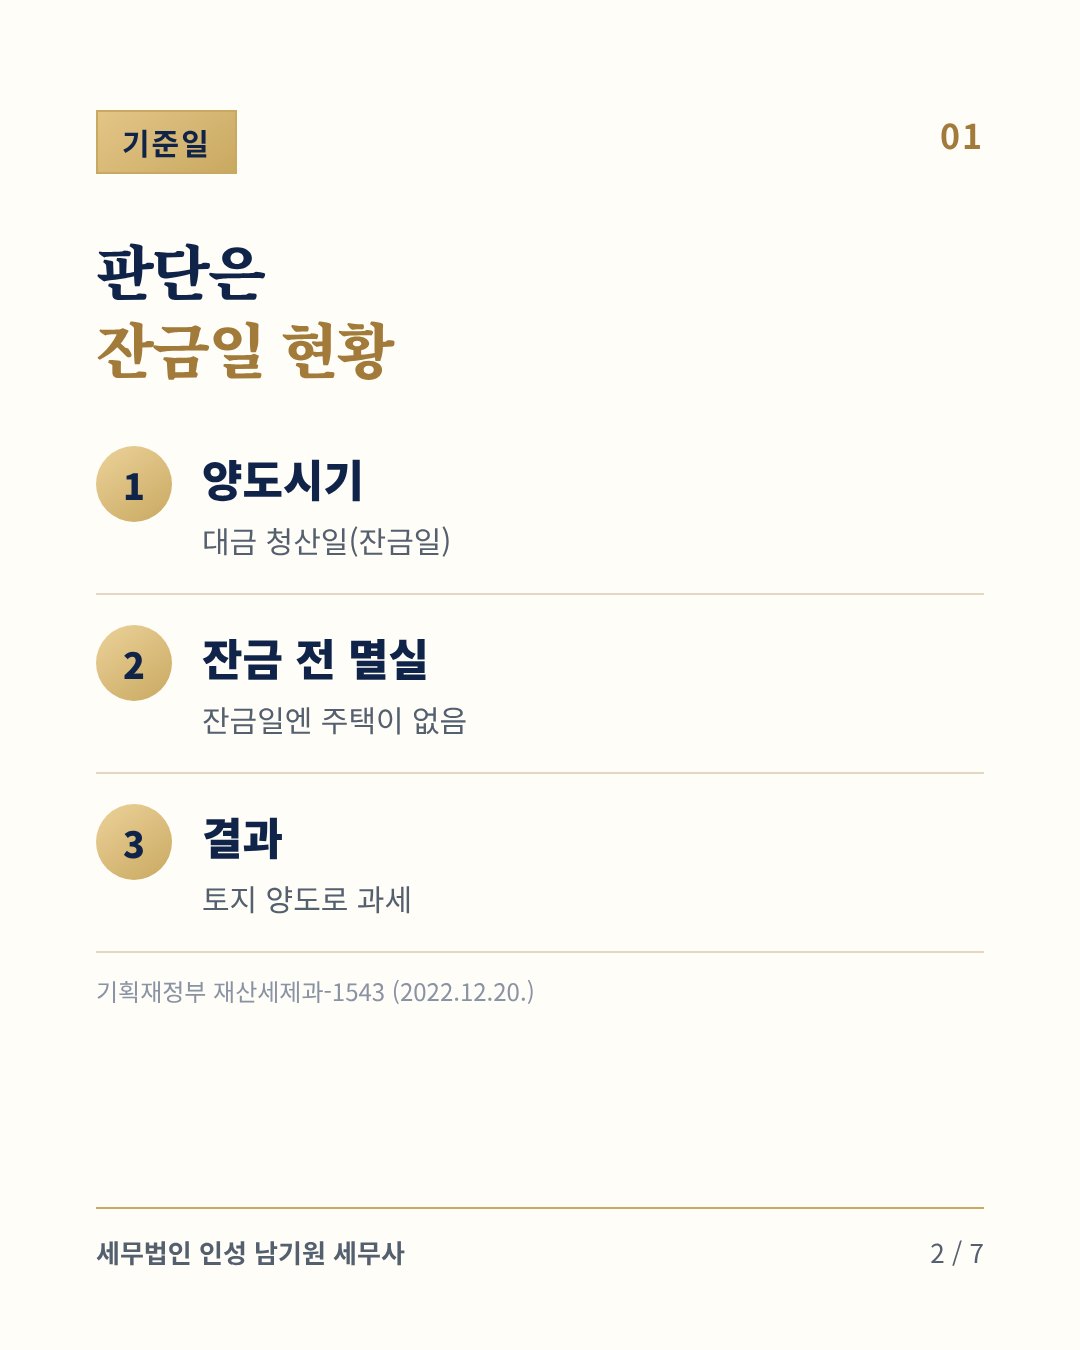 기준일
01
판단은
잔금일 현황
1
양도시기
대금 청산일(잔금일)
2
잔금 전 멸실
잔금일엔 주택이 없음
3
결과
토지 양도로 과세
기획재정부 재산세제과-1543 (2022.12.20.)
세무법인 인성 남기원 세무사
2 / 7